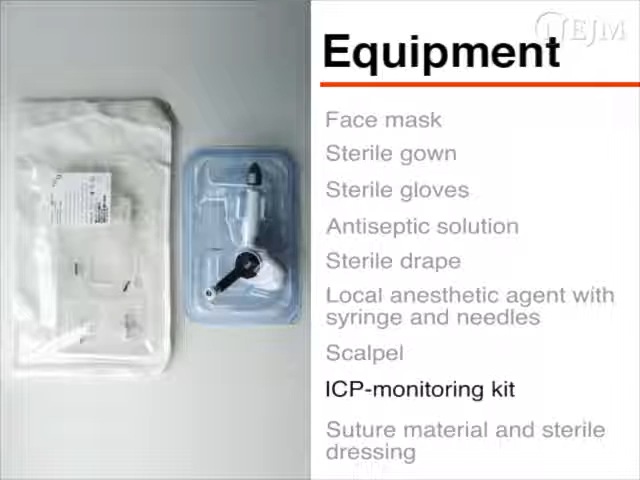 NEJM
Equipment
Face mask
Sterile gown
Sterile gloves
Antiseptic solution
Sterile drape
Local anesthetic agent with
syringe and needles
Scalpel
ICP-monitoring kit
Suture material and sterile
dressing